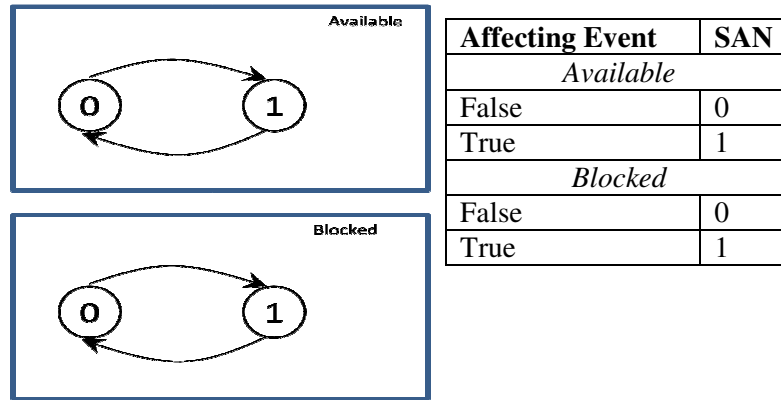 Available
0 1
Blocked
0 1
Affecting Event SAN
Available
False 0
True 1
Blocked
False 0
True 1